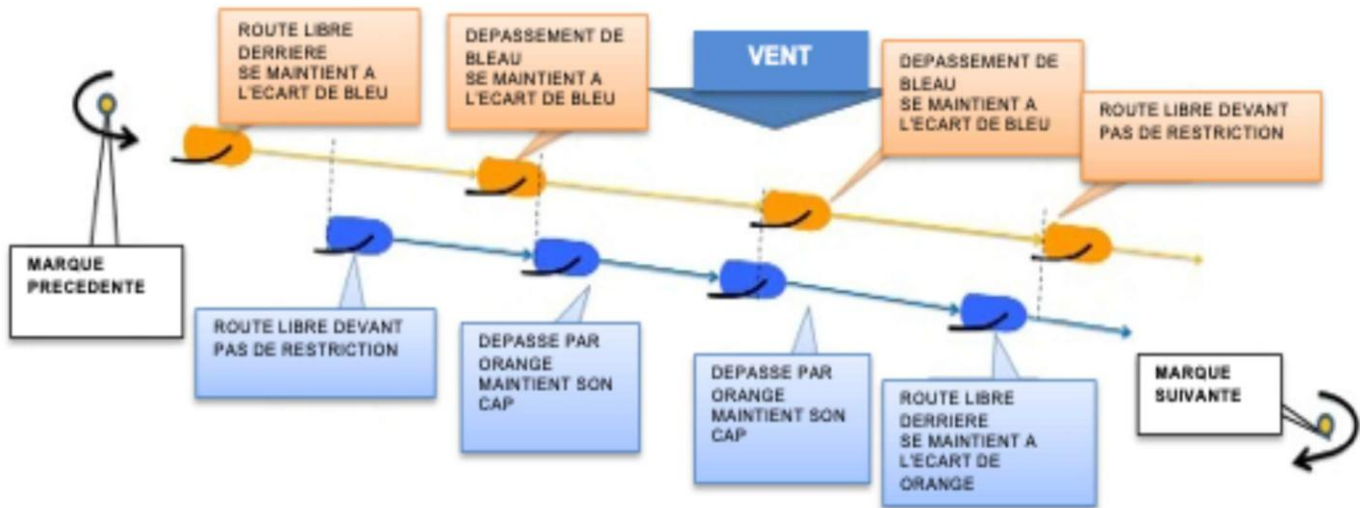 ROUTE LIBRE
DERRIERE
SE MAINTIENT A
L'ECART DE BLEU
DEPASSEMENT DE
BLEAU
SE MAINTIENT A
L'ECART DE BLEU
VENT
DEPASSEMENT DE
BLEAU
SE MAINTIENT A
L'ECART DE BLEU
ROUTE LIBRE DEVANT
PAS DE RESTRICTION
MARQUE
PRECEDENTE
ROUTE LIBRE DEVANT
PAS DE RESTRICTION
DEPASSE PAR
ORANGE
MAINTIENT SON
CAP
DEPASSE PAR
ORANGE
MAINTIENT SON
CAP
ROUTE LIBRE
DERRIERE
SE MAINTIENT A
L'ECART DE
ORANGE
MARQUE
SUIVANTE